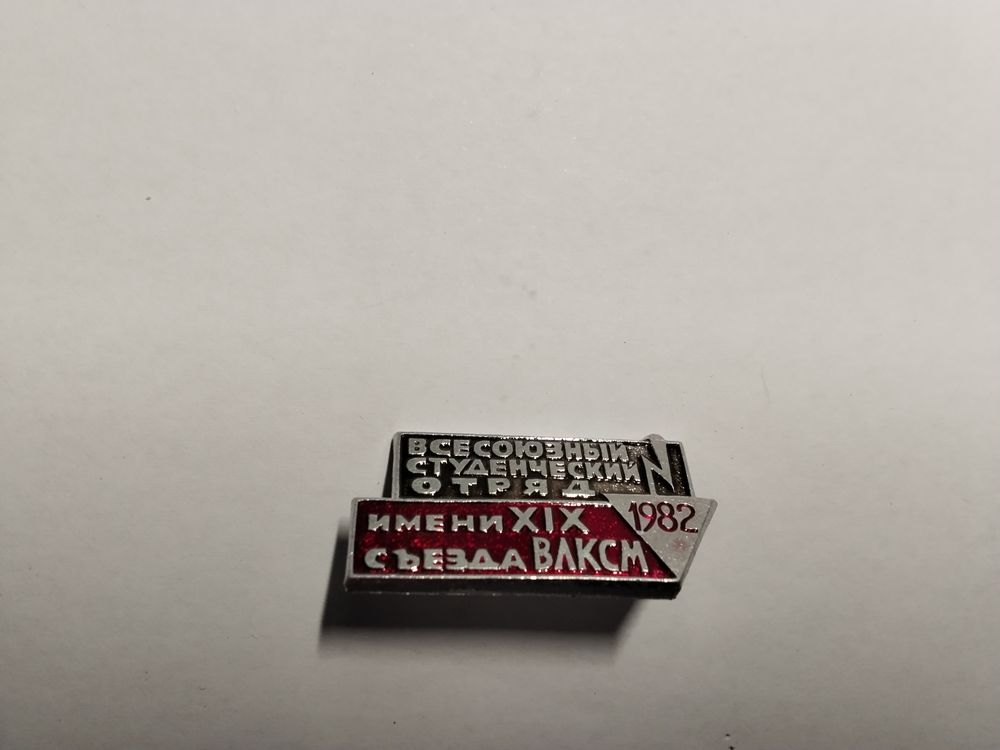 ВСЕСОЮЗНЫЙ
СТУДЕНЧЕСКИЙ
ОТРЯД
ИМЕНИ XIX
СЪЕЗДА ВЛКСМ
1982